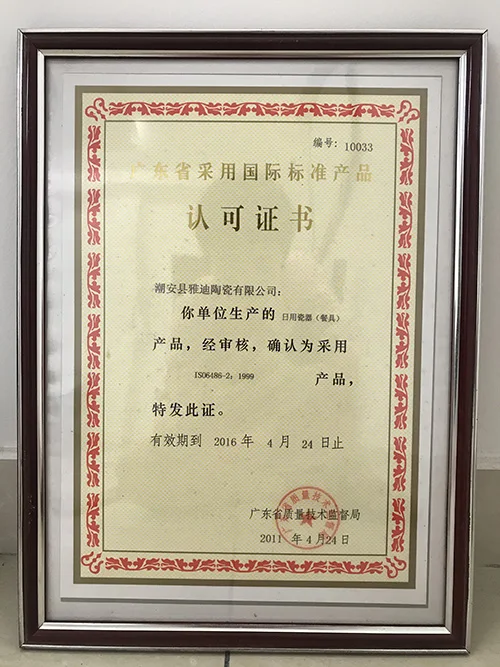 编号: 10033
广东省采用国际标准产品
认可证书
潮安县雅迪陶瓷有限公司:
你单位生产的 日用瓷器（餐具）
产品，经审核，确认为采用
ISO6486-2：1999 产品，
特发此证。
有效期到 2016 年 4 月 24 日止
广东省质量技术监督局
2011 年 4 月 24 日